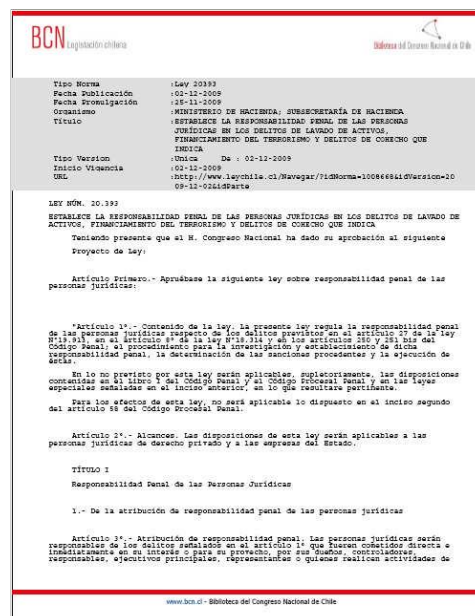 BCN Legislación chilena
Biblioteca del Congreso Nacional de Chile
Tipo Norma :Ley 20393
Fecha Publicación :02-12-2009
Fecha Promulgación :25-11-2009
Organismo :MINISTERIO DE HACIENDA; SUBSECRETARÍA DE HACIENDA
Título :ESTABLECE LA RESPONSABILIDAD PENAL DE LAS PERSONAS
JURÍDICAS EN LOS DELITOS DE LAVADO DE ACTIVOS,
FINANCIAMIENTO DEL TERRORISMO Y DELITOS DE COHECHO QUE
INDICA
Tipo Version :Unica De : 02-12-2009
Inicio Vigencia :02-12-2009
URL :http://www.leychile.cl/Navegar/?idNorma=1008668&idVersion=20
09-12-02&idParte
LEY NÚM. 20.393
ESTABLECE LA RESPONSABILIDAD PENAL DE LAS PERSONAS JURÍDICAS EN LOS DELITOS DE LAVADO DE
ACTIVOS, FINANCIAMIENTO DEL TERRORISMO Y DELITOS DE COHECHO QUE INDICA
Teniendo presente que el H. Congreso Nacional ha dado su aprobación al siguiente
Proyecto de Ley:
Artículo Primero.- Apruébase la siguiente ley sobre responsabilidad penal de las
personas jurídicas:
"Artículo 1º.- Contenido de la ley. La presente ley regula la responsabilidad penal
de las personas jurídicas respecto de los delitos previstos en el artículo 27 de la ley
N°19.913, en el artículo 8º de la ley N°18.314 y en los artículos 250 y 251 bis del
Código Penal; el procedimiento para la investigación y establecimiento de dicha
responsabilidad penal, la determinación de las sanciones procedentes y la ejecución de
éstas.
En lo no previsto por esta ley serán aplicables, supletoriamente, las disposiciones
contenidas en el Libro I del Código Penal y el Código Procesal Penal y en las leyes
especiales señaladas en el inciso anterior, en lo que resultare pertinente.
Para los efectos de esta ley, no será aplicable lo dispuesto en el inciso segundo
del artículo 58 del Código Procesal Penal.
Artículo 2º.- Alcances. Las disposiciones de esta ley serán aplicables a las
personas jurídicas de derecho privado y a las empresas del Estado.
TÍTULO I
Responsabilidad Penal de las Personas Jurídicas
1.- De la atribución de responsabilidad penal de las personas jurídicas
Artículo 3º.- Atribución de responsabilidad penal. Las personas jurídicas serán
responsables de los delitos señalados en el artículo 1º que fueren cometidos directa e
inmediatamente en su interés o para su provecho, por sus dueños, controladores,
responsables, ejecutivos principales, representantes o quienes realicen actividades de
www.bcn.cl - Biblioteca del Congreso Nacional de Chile